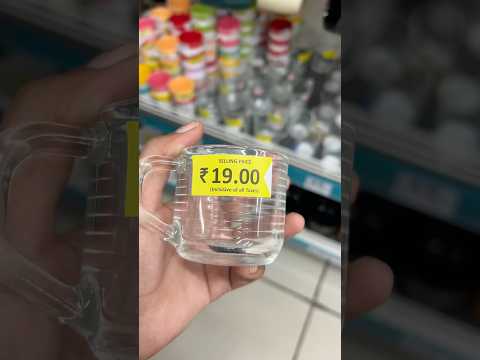 SELLING PRICE
₹ 19.00
(Inclusive of all Taxes)